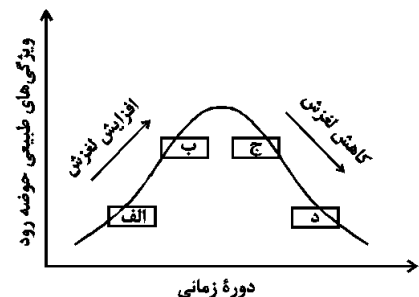 ویژگی‌های طبیعی حوضه رود
افزایش لغزش
کاهش لغزش
ب
ج
الف
د
دورهٔ زمانی